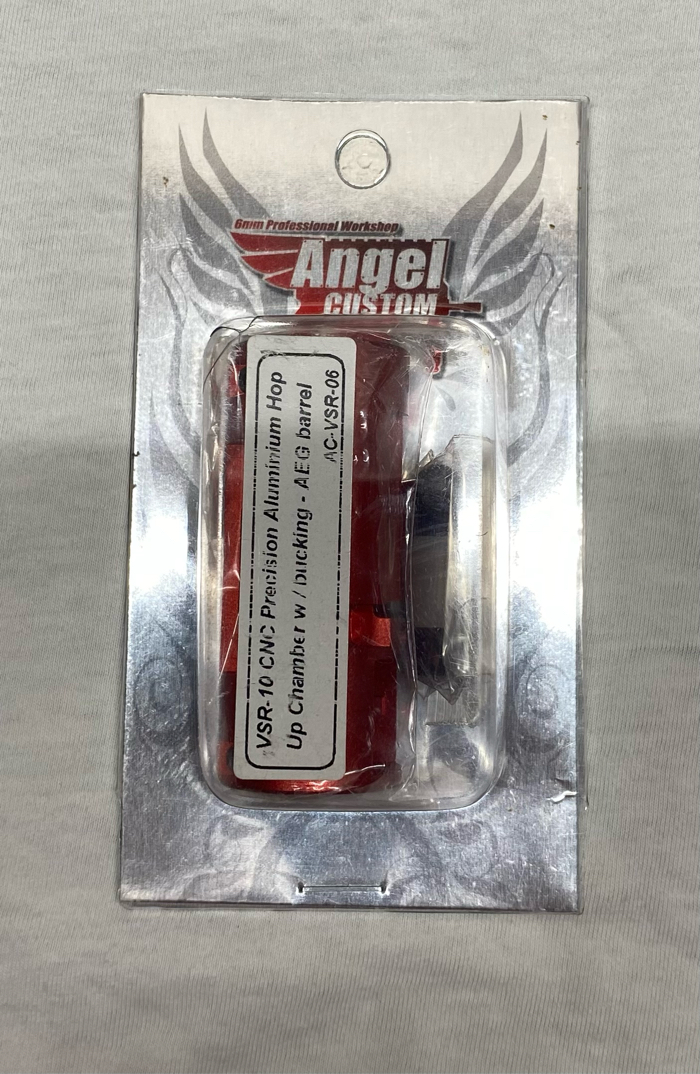 6mm Professional Workshop
Angel
CUSTOM
VSR-10 CNC Precision Aluminium Hop
Up Chamber w / bucking - AEG barrel
AC-VSR-06